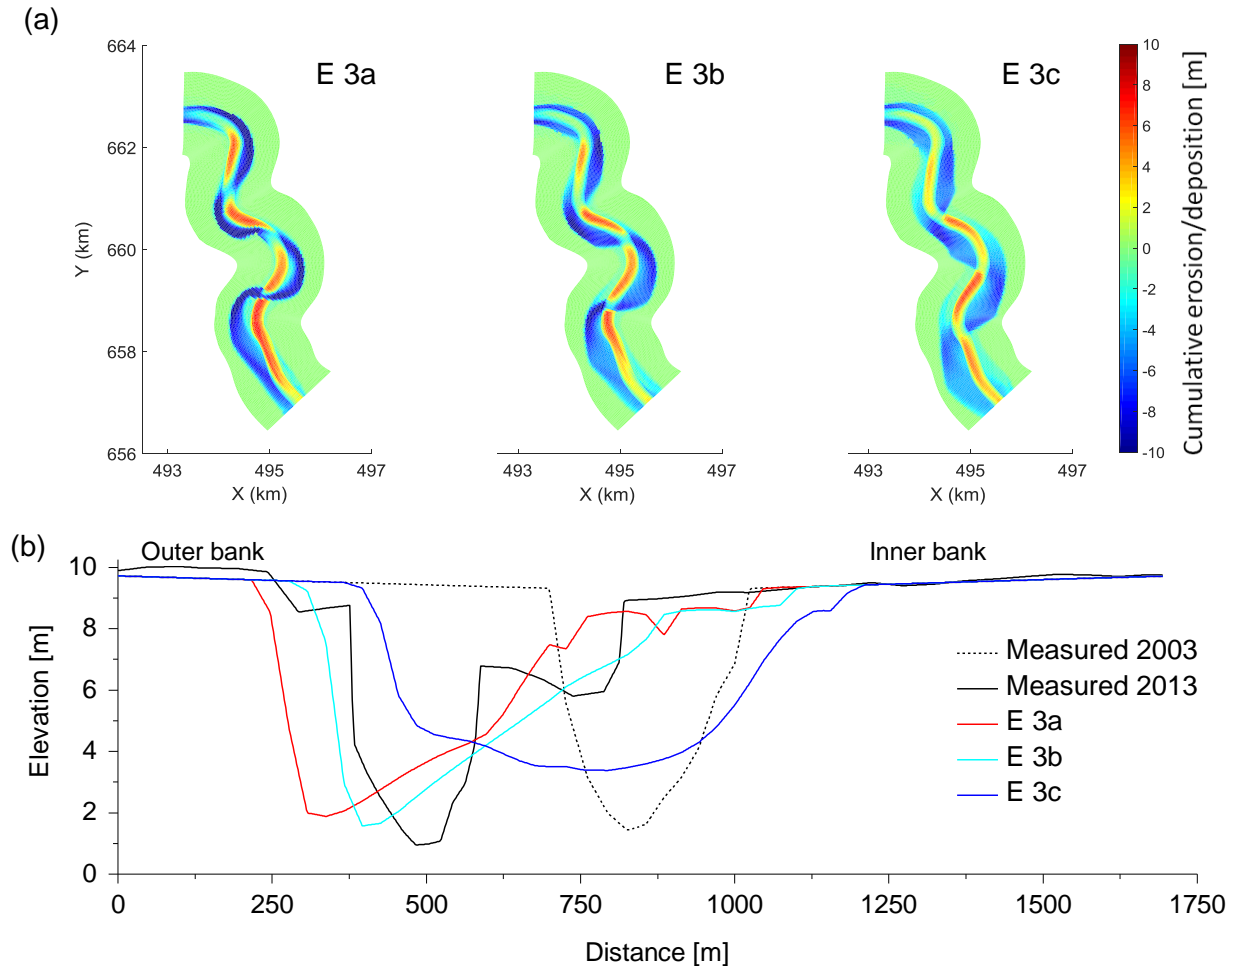 (a)
E 3a
E 3b
E 3c
664
662
660
658
656
Y (km)
493
495
497
X (km)
493
495
497
X (km)
493
495
497
X (km)
10
8
6
4
2
0
-2
-4
-6
-8
-10
Cumulative erosion/deposition [m]
(b)
Outer bank
Inner bank
10
8
6
4
2
0
Elevation [m]
Measured 2003
Measured 2013
E 3a
E 3b
E 3c
0
250
500
750
1000
1250
1500
1750
Distance [m]